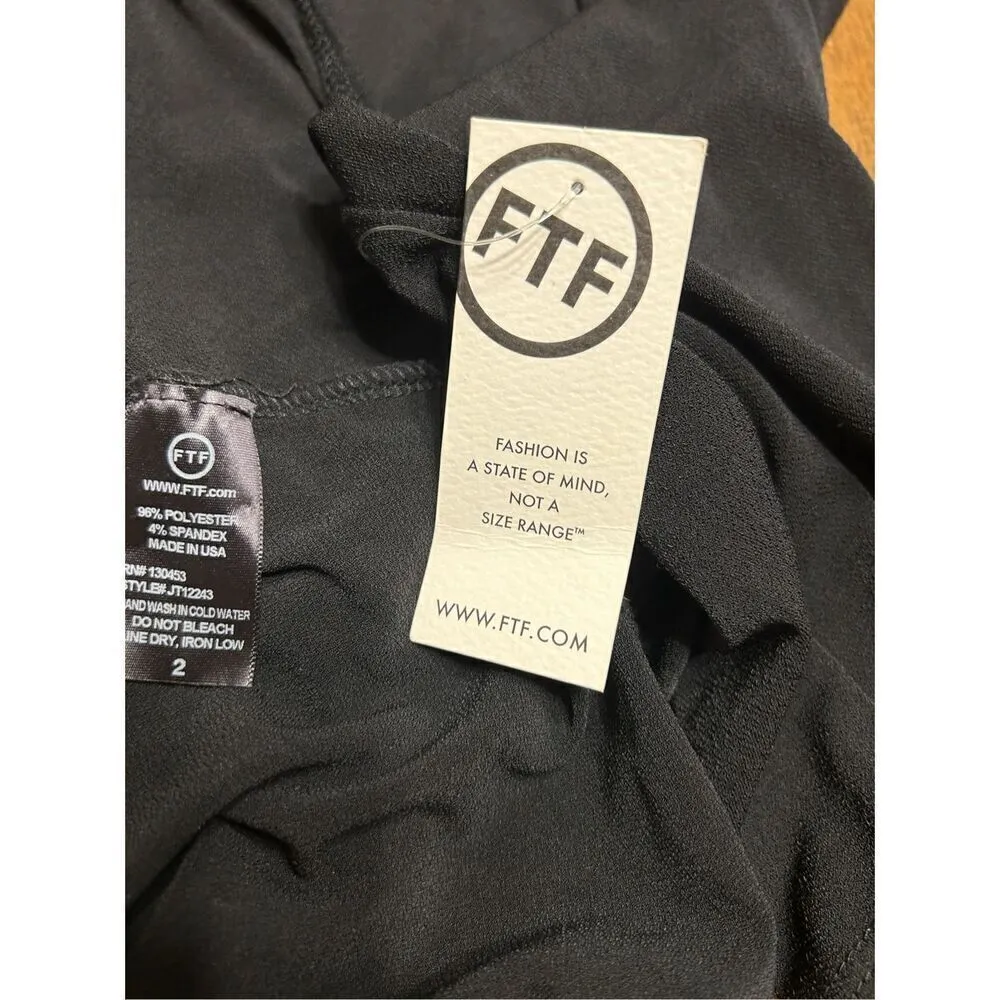 FTF
FASHION IS
A STATE OF MIND,
NOT A
SIZE RANGE™
WWW.FTF.COM
FTF
WWW.FTF.com
96% POLYESTER
4% SPANDEX
MADE IN USA
RN# 130453
STYLE# JT12243
AND WASH IN COLD WATER
DO NOT BLEACH
INE DRY, IRON LOW
2